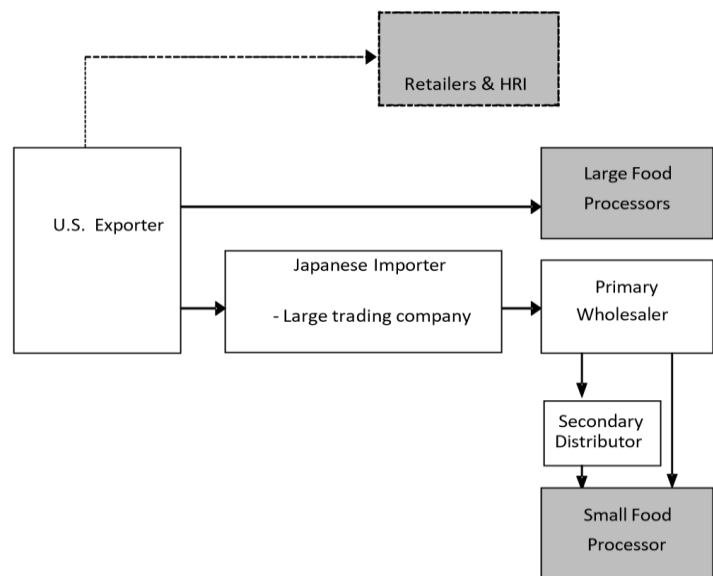 Retailers & HRI
Large Food
Processors
U.S. Exporter
Japanese Importer
- Large trading company
Primary
Wholesaler
Secondary
Distributor
Small Food
Processor